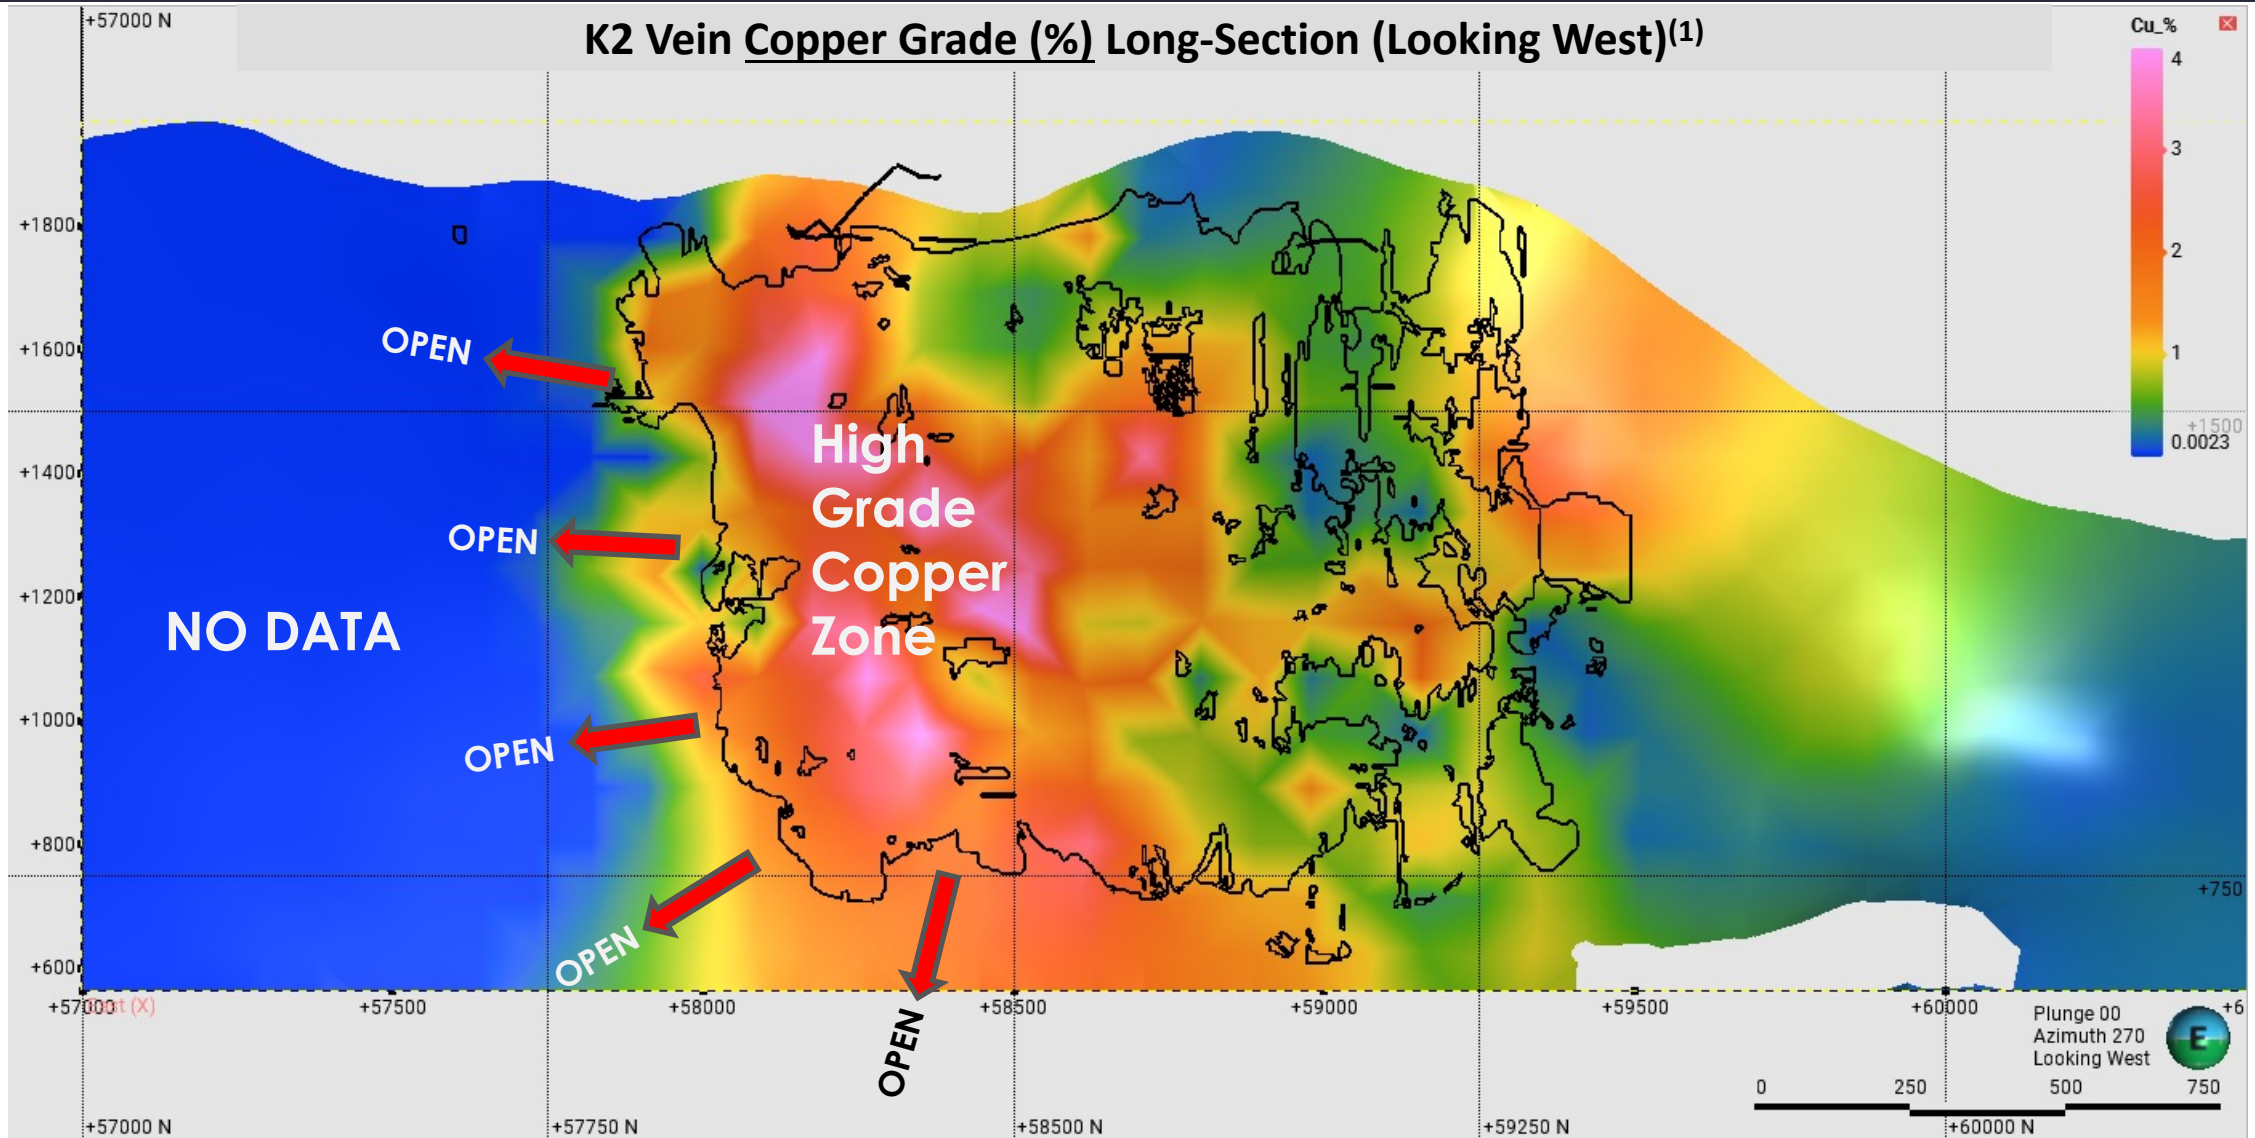 +57000 N
K2 Vein Copper Grade (%) Long-Section (Looking West)(1)
Cu_%
4
3
2
1
+1500
0.0023
+1800
+1600
+1400
+1200
+1000
+800
+600
OPEN
OPEN
NO DATA
OPEN
OPEN
OPEN
High
Grade
Copper
Zone
+750
+57000
East (X)
+57500
+58000
+58500
+59000
+59500
+60000
+6
Plunge 00
Azimuth 270
Looking West
E
0 250 500 750
+57000 N
+57750 N
+58500 N
+59250 N
+60000 N